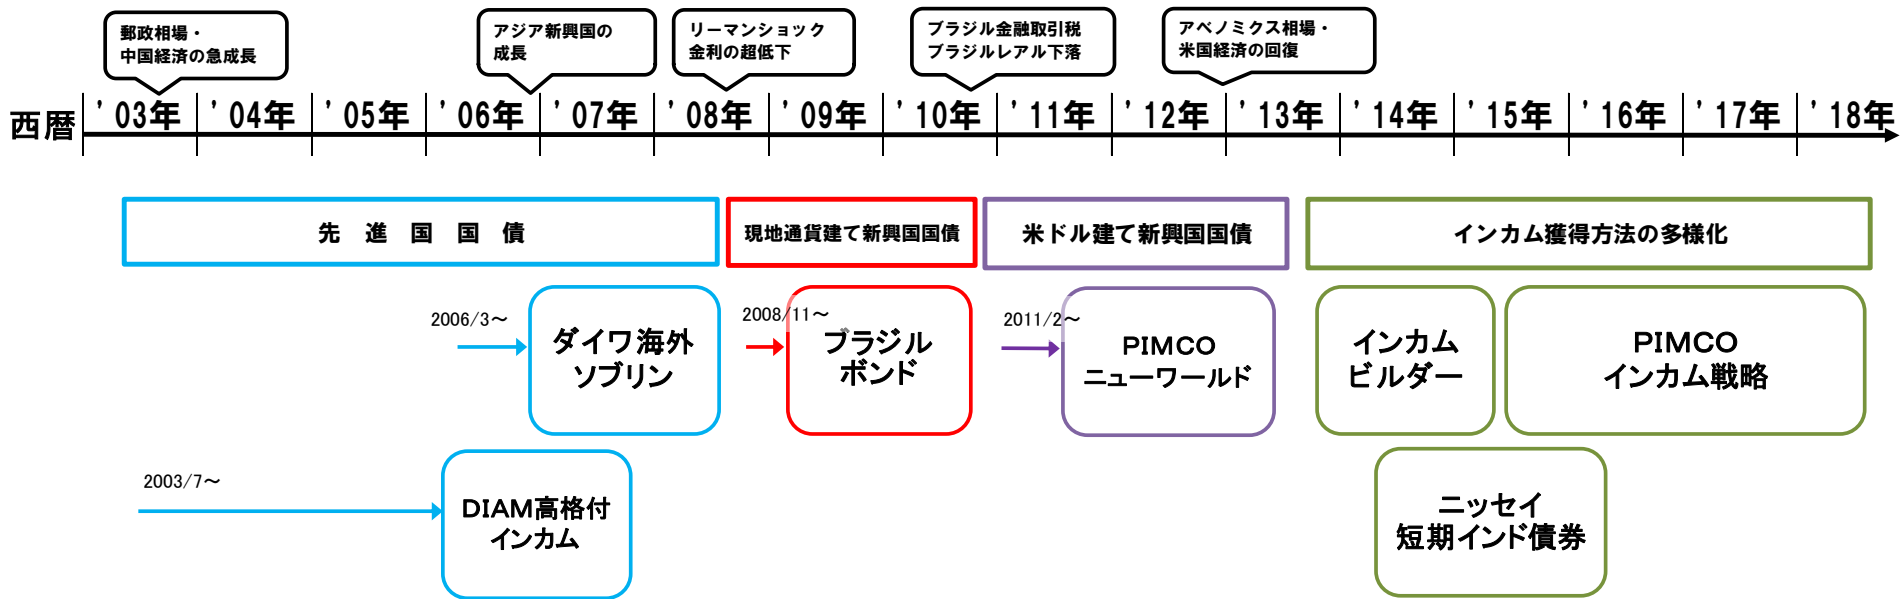 郵政相場・
中国経済の急成長
アジア新興国の
成長
リーマンショック
金利の超低下
ブラジル金融取引税
ブラジルレアル下落
アベノミクス相場・
米国経済の回復
西暦
'03年 '04年 '05年 '06年 '07年 '08年 '09年 '10年 '11年 '12年 '13年 '14年 '15年 '16年 '17年 '18年
先進国国債
現地通貨建て新興国国債
米ドル建て新興国国債
インカム獲得方法の多様化
2006/3～
ダイワ海外
ソブリン
2008/11～
ブラジル
ボンド
2011/2～
PIMCO
ニューワールド
インカム
ビルダー
PIMCO
インカム戦略
2003/7～
DIAM高格付
インカム
ニッセイ
短期インド債券